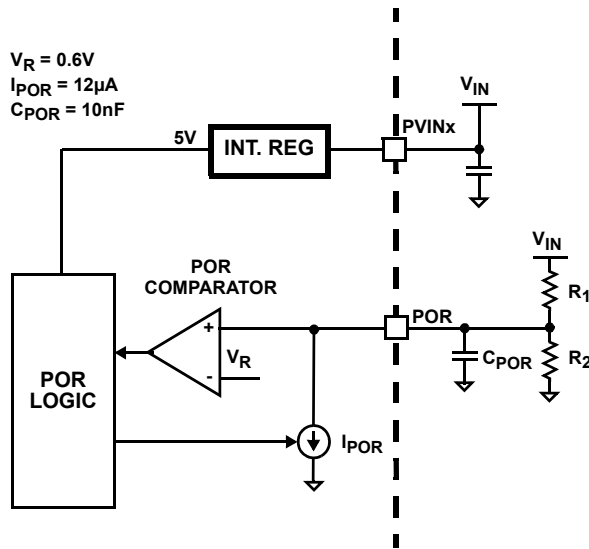 V_R = 0.6V
I_POR = 12µA
C_POR = 10nF
V_IN
PVINx
5V
INT. REG
V_IN
POR
COMPARATOR
POR
R_1
+
V_R
-
C_POR
R_2
POR
LOGIC
I_POR